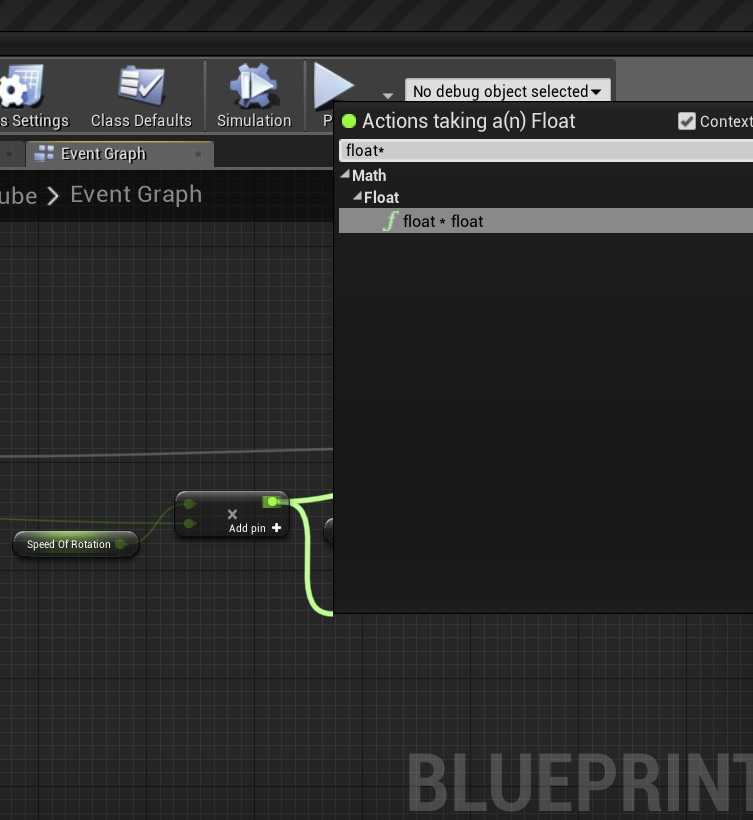 s Settings
Class Defaults
Simulation
P
No debug object selected
Actions taking a(n) Float
Context
Event Graph
float*
Math
ube > Event Graph
Float
f float * float
Speed Of Rotation
×
Add pin +
BLUEPRINT